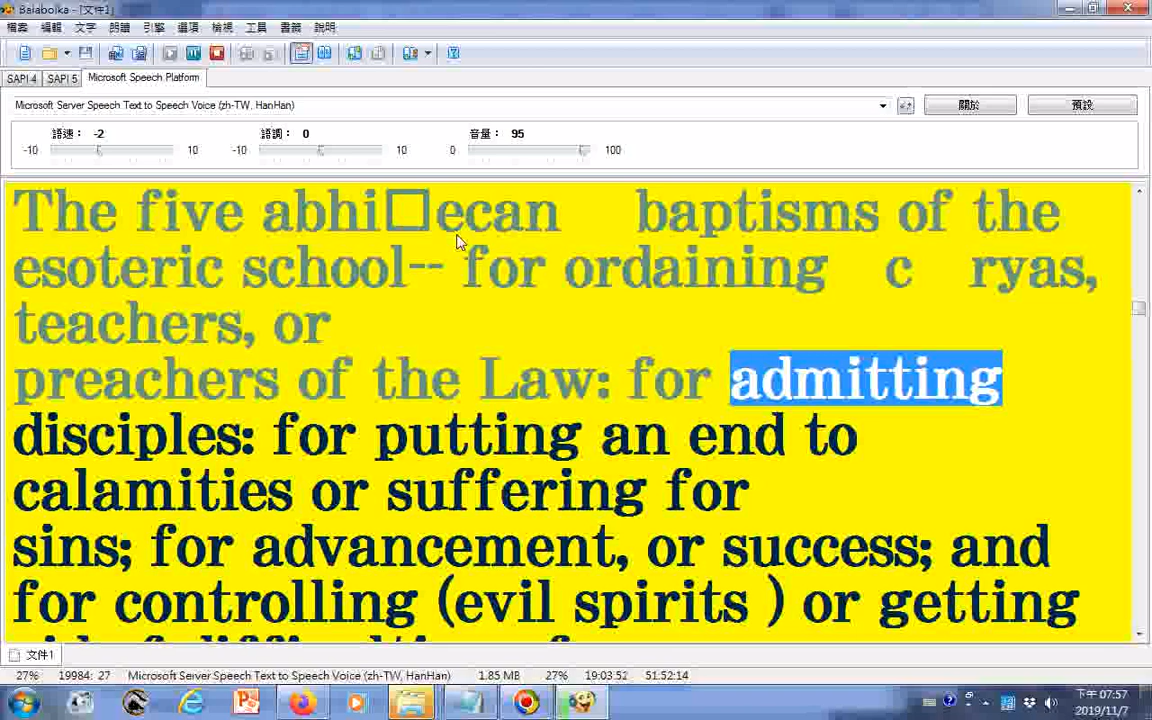 Balabolka - [文件1]
檔案 編輯 文字 朗讀 引擎 選項 檢視 工具 書籤 說明
SAPI 4 SAPI 5 Microsoft Speech Platform
Microsoft Server Speech Text to Speech Voice (zh-TW, HanHan) 關於 預設
語速： -2 語調： 0 音量： 95
-10 10 -10 10 0 100
The five abhi□ecan baptisms of the
esoteric school-- for ordaining c ryas,
teachers, or
preachers of the Law: for admitting
disciples: for putting an end to
calamities or suffering for
sins; for advancement, or success; and
for controlling (evil spirits ) or getting
文件1
27% 19984: 27 Microsoft Server Speech Text to Speech Voice (zh-TW, HanHan) 1.85 MB 27% 19:03:52 51:52:14
下午 07:57
2019/11/7